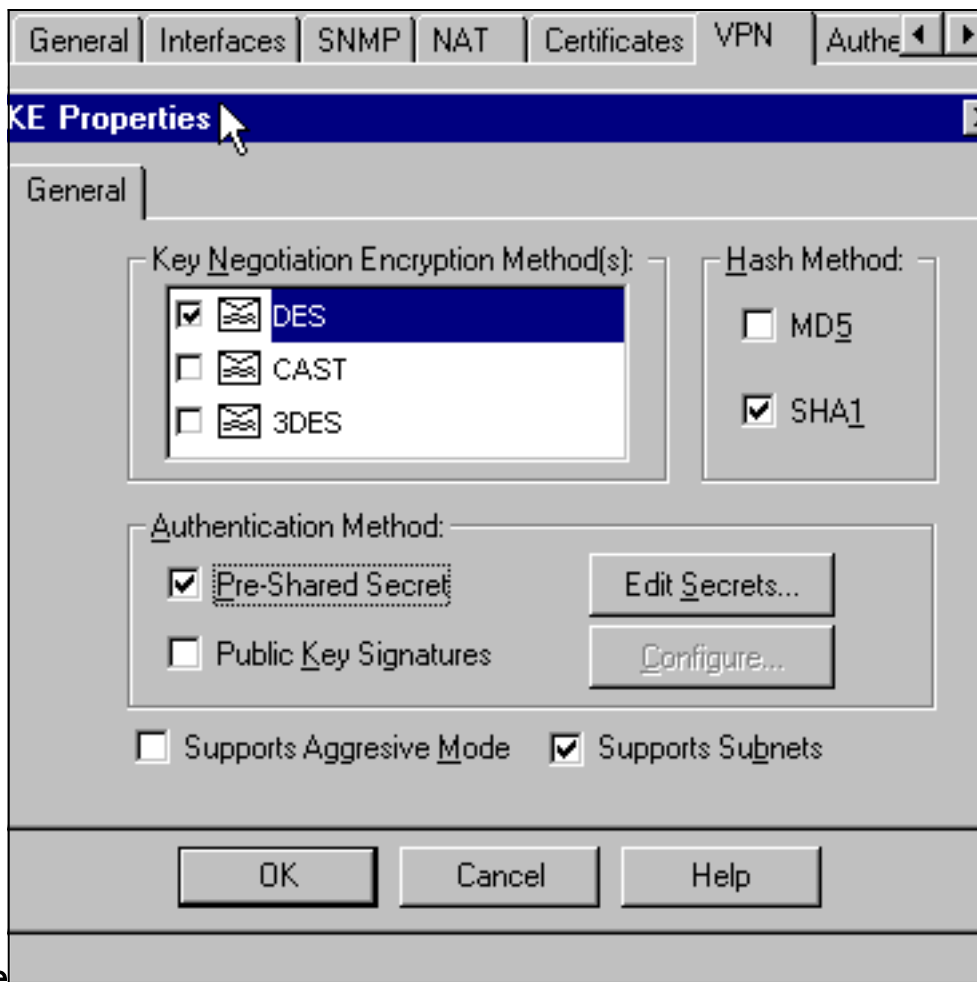 General Interfaces SNMP NAT Certificates VPN Authe
KE Properties
General
Key Negotiation Encryption Method(s):
DES
CAST
3DES
Hash Method:
MD5
SHA1
Authentication Method:
Pre-Shared Secret
Edit Secrets...
Public Key Signatures
Configure...
Supports Aggresive Mode
Supports Subnets
OK Cancel Help
e